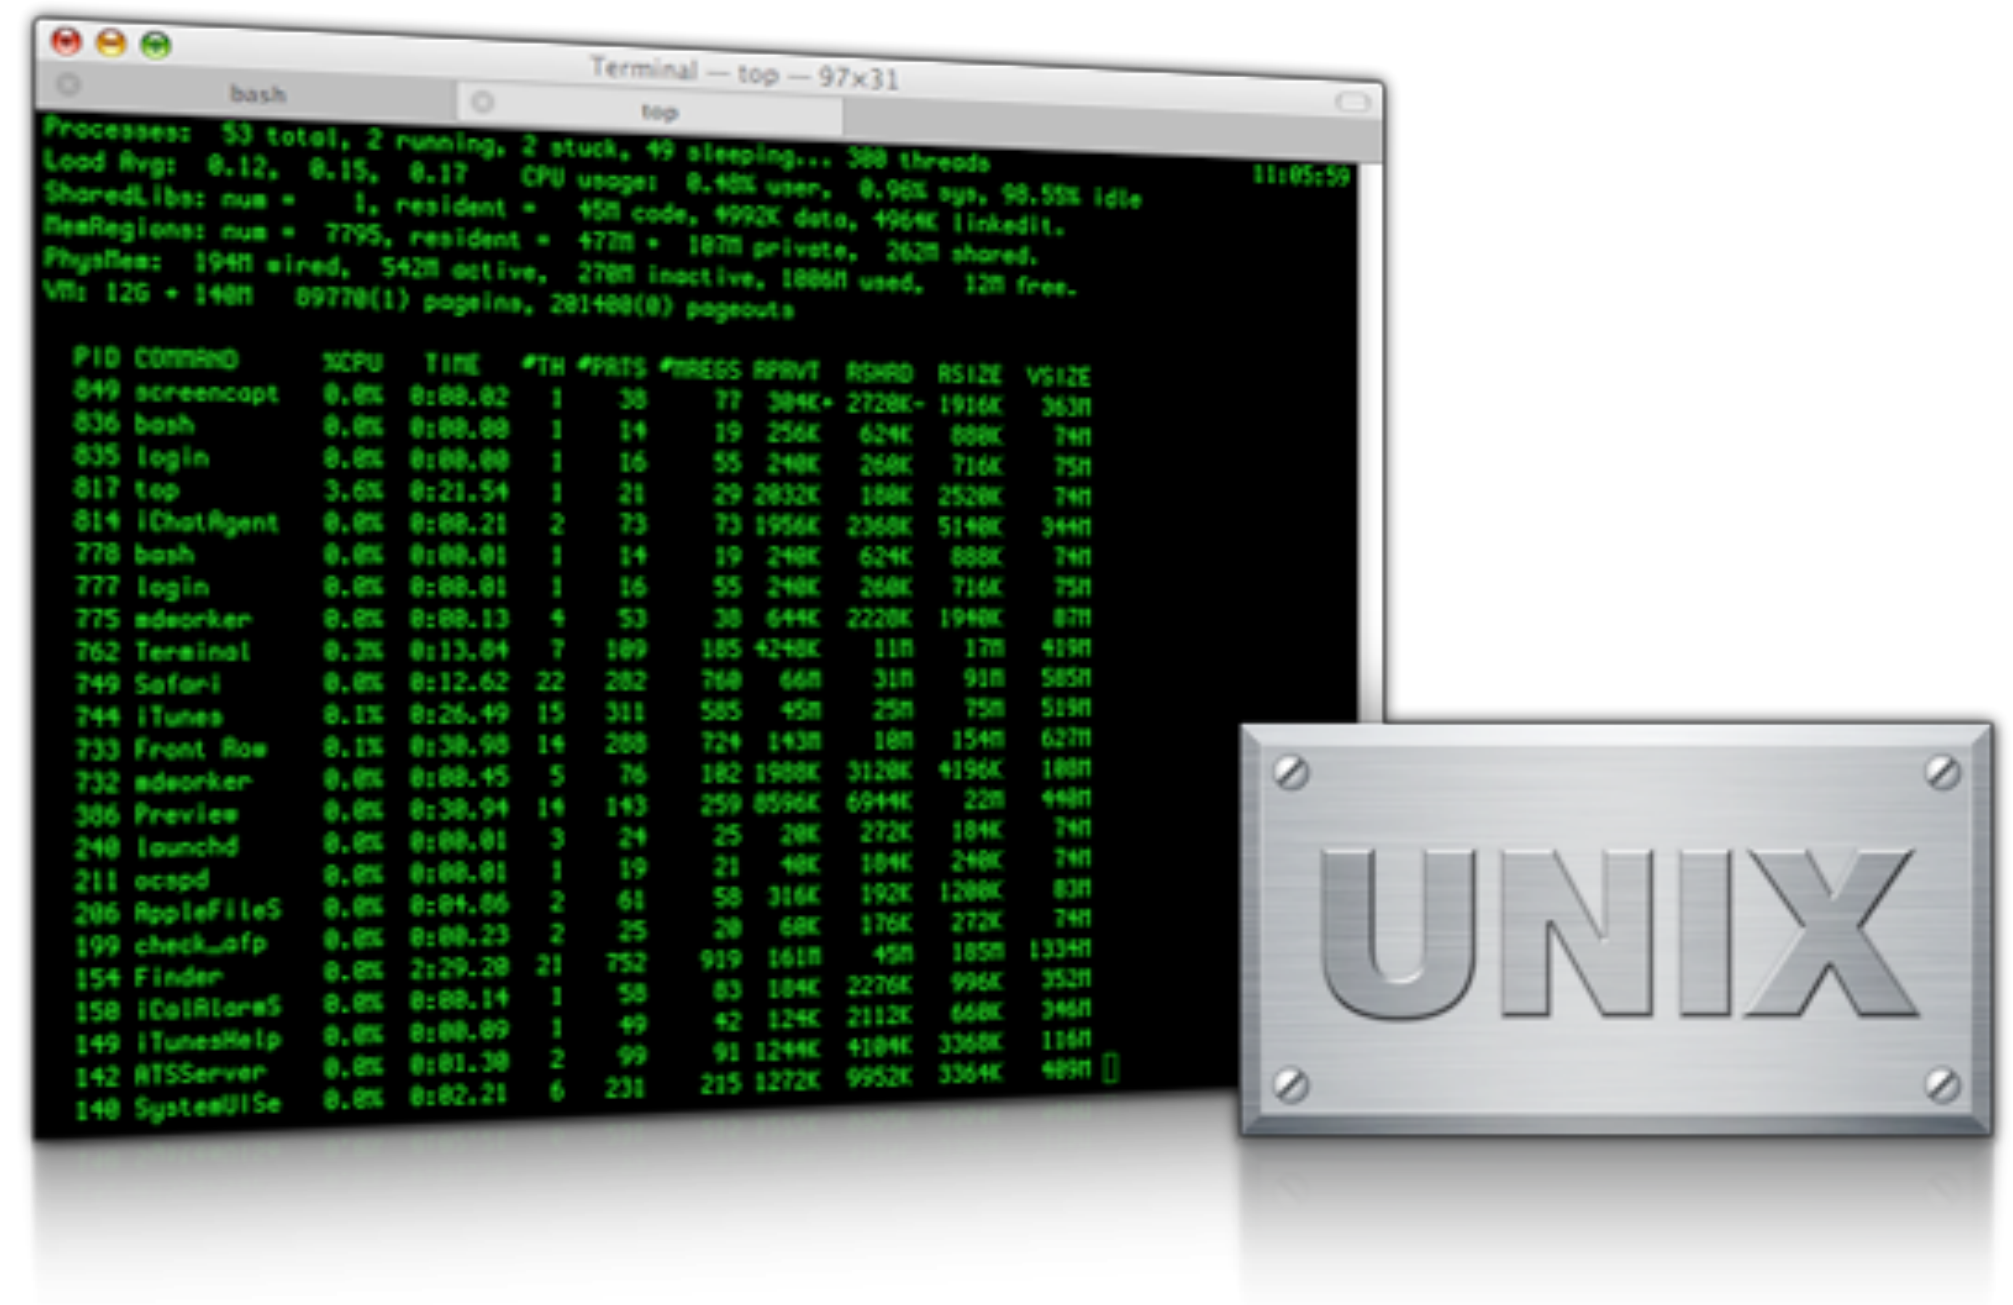 Terminal — top — 97×31
bash
top
Processes: 53 total, 2 running, 2 stuck, 49 sleeping... 300 threads 11:05:59
Load Avg: 0.12, 0.15, 0.17 CPU usage: 0.48% user, 0.96% sys, 98.55% idle
SharedLibs: num = 1, resident = 45M code, 4992K data, 4964K linkedit.
MemRegions: num = 7795, resident = 477M + 107M private, 262M shared.
PhysMem: 194M wired, 542M active, 270M inactive, 1006M used, 12M free.
VM: 12G + 140M 89770(1) pageins, 201400(0) pageouts
PID COMMAND %CPU TIME #TH #PRTS #MREGS RPRVT RSHRD RSIZE VSIZE
849 screencapt 0.0% 0:00.02 1 38 77 304K+ 2720K- 1916K 363M
836 bash 0.0% 0:00.00 1 14 19 256K 624K 880K 74M
835 login 0.0% 0:00.00 1 16 55 240K 260K 716K 75M
817 top 3.6% 0:21.54 1 21 29 2032K 180K 2520K 74M
814 iChatAgent 0.0% 0:00.21 2 73 73 1956K 2368K 5140K 344M
778 bash 0.0% 0:00.01 1 14 19 240K 624K 888K 74M
777 login 0.0% 0:00.01 1 16 55 240K 260K 716K 75M
775 mdworker 0.0% 0:00.13 4 53 38 644K 2220K 1940K 87M
762 Terminal 0.3% 0:13.04 7 109 185 4248K 11M 17M 419M
749 Safari 0.0% 0:12.62 22 282 760 66M 31M 91M 585M
744 iTunes 0.1% 0:26.49 15 311 585 45M 25M 75M 519M
733 Front Row 0.1% 0:30.98 14 208 724 143M 18M 154M 627M
732 mdworker 0.0% 0:00.45 5 76 102 1988K 3120K 4196K 108M
386 Preview 0.0% 0:30.94 14 143 259 8596K 6944K 22M 440M
240 launchd 0.0% 0:00.01 3 24 25 20K 272K 184K 74M
211 ocspd 0.0% 0:00.01 1 19 21 40K 184K 240K 74M
206 AppleFileS 0.0% 0:04.86 2 61 58 316K 192K 1200K 83M
199 check_afp 0.0% 0:00.23 2 25 20 60K 176K 272K 74M
154 Finder 0.0% 2:29.20 21 752 919 161M 45M 185M 1334M
150 iCalAlarmS 0.0% 0:00.14 1 50 83 184K 2276K 996K 352M
149 iTunesHelp 0.0% 0:00.09 1 49 42 124K 2112K 660K 346M
142 ATSServer 0.0% 0:01.30 2 99 91 1244K 4104K 3368K 116M
140 SystemUISe 0.0% 0:02.21 6 231 215 1272K 9952K 3364K 409M
UNIX